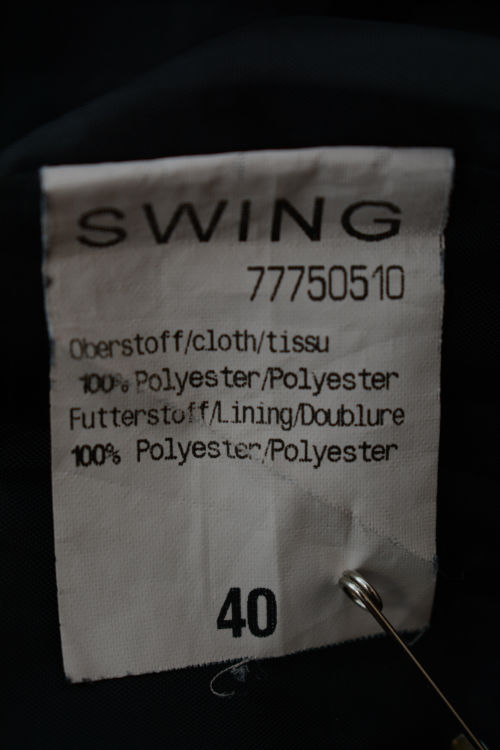 SWING
77750510
Oberstoff/cloth/tissu
100% Polyester/Polyester
Futterstoff/Lining/Doublure
100% Polyester/Polyester
40